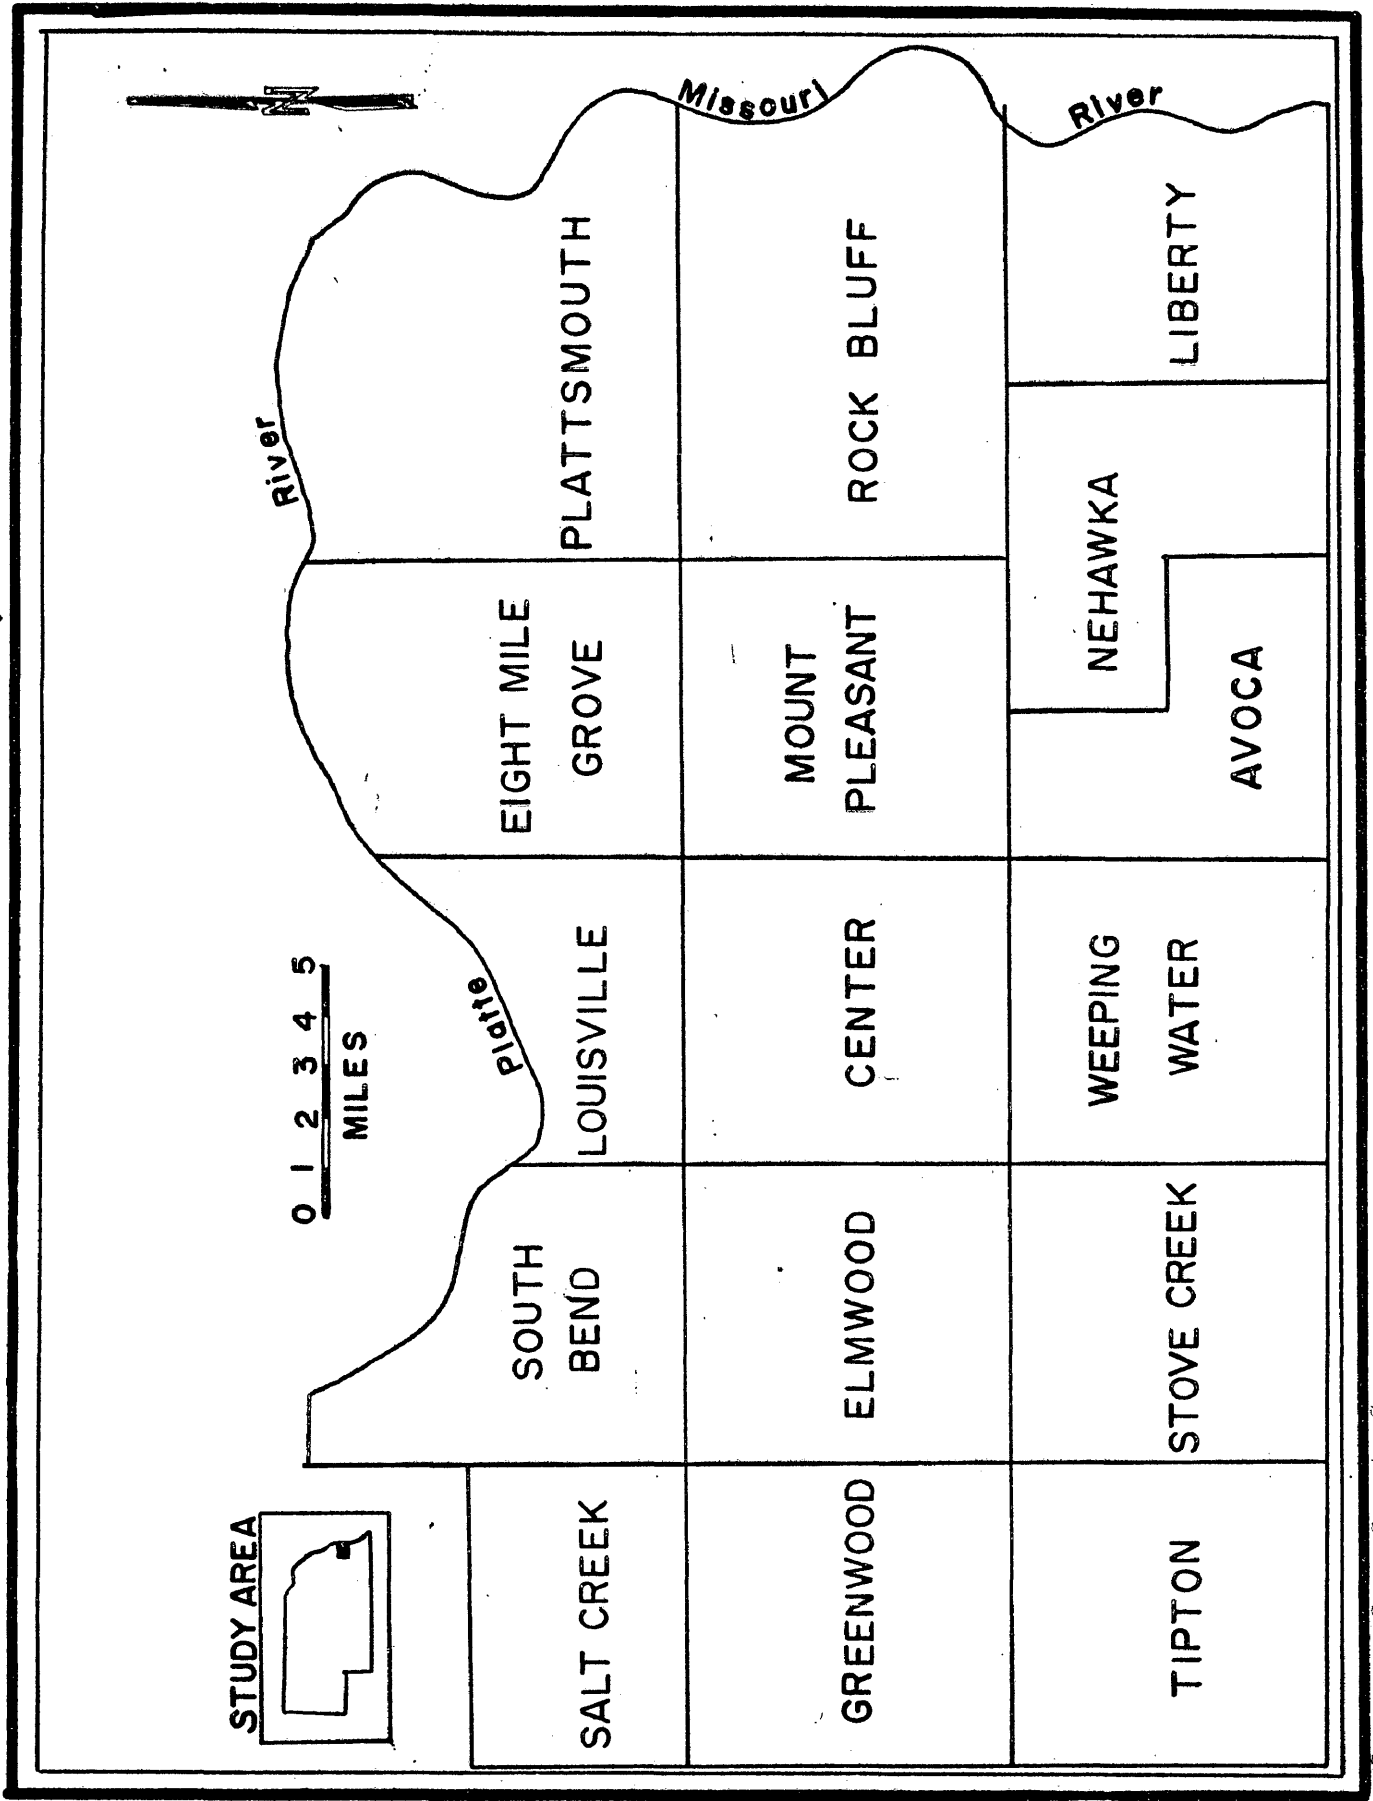 N
STUDY AREA
0 1 2 3 4 5
MILES
Platte
River
Missouri
River
SALT CREEK
SOUTH
BEND
LOUISVILLE
EIGHT MILE
GROVE
PLATTSMOUTH
GREENWOOD
ELMWOOD
CENTER
MOUNT
PLEASANT
ROCK BLUFF
TIPTON
STOVE CREEK
WEEPING
WATER
AVOCA
NEHAWKA
LIBERTY